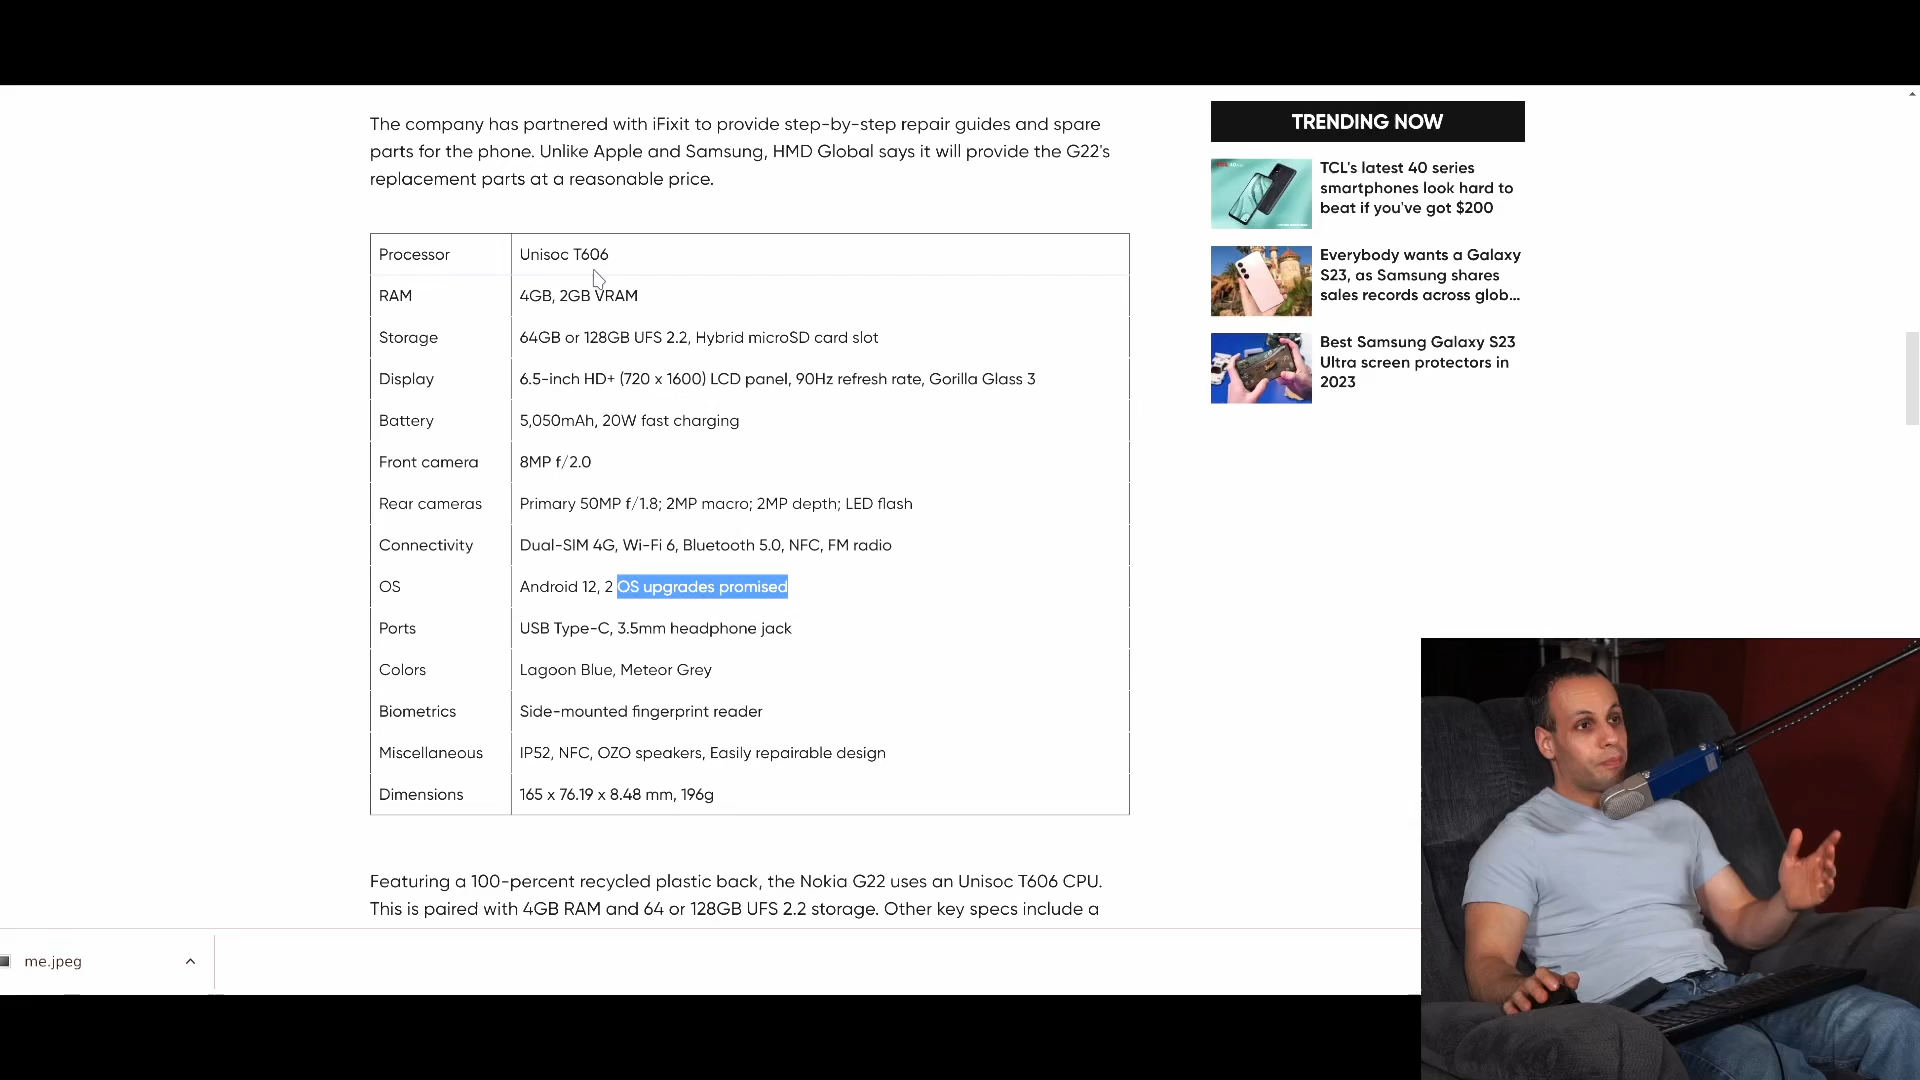 The company has partnered with iFixit to provide step-by-step repair guides and spare
parts for the phone. Unlike Apple and Samsung, HMD Global says it will provide the G22's
replacement parts at a reasonable price.
Processor Unisoc T606
RAM 4GB, 2GB VRAM
Storage 64GB or 128GB UFS 2.2, Hybrid microSD card slot
Display 6.5-inch HD+ (720 x 1600) LCD panel, 90Hz refresh rate, Gorilla Glass 3
Battery 5,050mAh, 20W fast charging
Front camera 8MP f/2.0
Rear cameras Primary 50MP f/1.8; 2MP macro; 2MP depth; LED flash
Connectivity Dual-SIM 4G, Wi-Fi 6, Bluetooth 5.0, NFC, FM radio
OS Android 12, 2 OS upgrades promised
Ports USB Type-C, 3.5mm headphone jack
Colors Lagoon Blue, Meteor Grey
Biometrics Side-mounted fingerprint reader
Miscellaneous IP52, NFC, OZO speakers, Easily repairable design
Dimensions 165 x 76.19 x 8.48 mm, 196g
Featuring a 100-percent recycled plastic back, the Nokia G22 uses an Unisoc T606 CPU.
This is paired with 4GB RAM and 64 or 128GB UFS 2.2 storage. Other key specs include a
TRENDING NOW
TCL's latest 40 series
smartphones look hard to
beat if you've got $200
Everybody wants a Galaxy
S23, as Samsung shares
sales records across glob...
Best Samsung Galaxy S23
Ultra screen protectors in
2023
me.jpeg